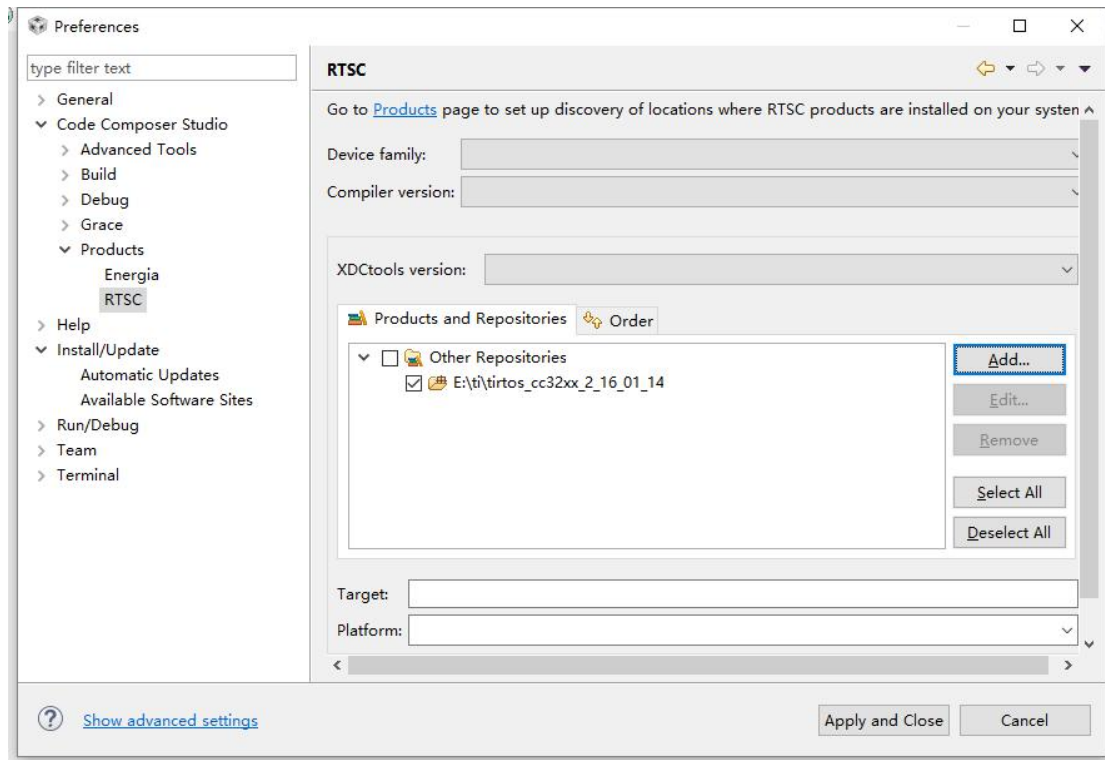 Preferences
type filter text
General
Code Composer Studio
Advanced Tools
Build
Debug
Grace
Products
Energia
RTSC
Help
Install/Update
Automatic Updates
Available Software Sites
Run/Debug
Team
Terminal
RTSC
Go to Products page to set up discovery of locations where RTSC products are installed on your system
Device family:
Compiler version:
XDCtools version:
Products and Repositories
Order
Other Repositories
E:\ti\tirtos_cc32xx_2_16_01_14
Add...
Edit...
Remove
Select All
Deselect All
Target:
Platform:
Show advanced settings
Apply and Close
Cancel